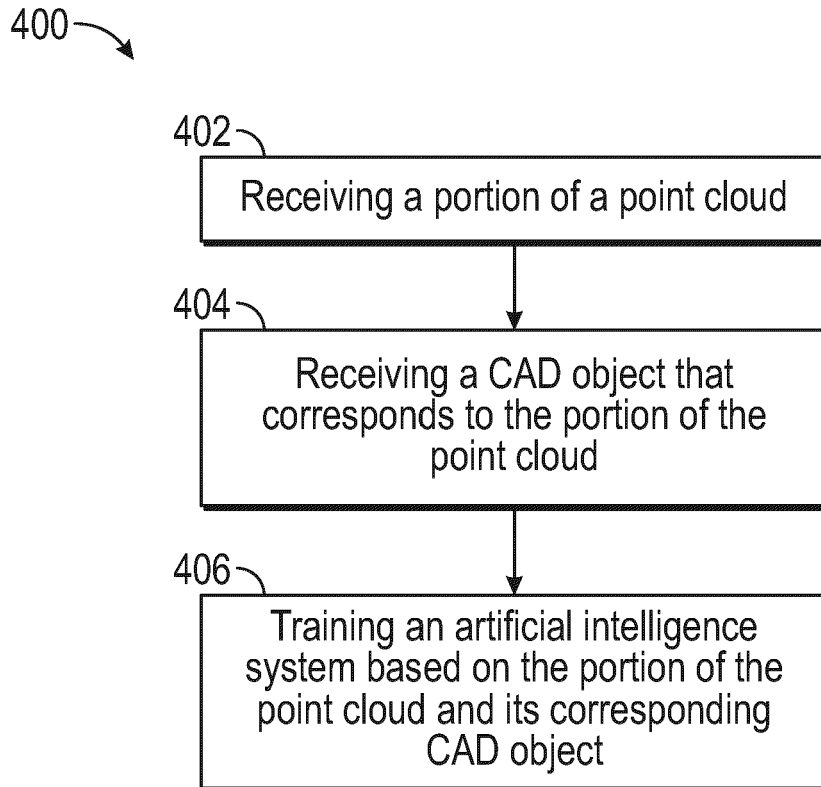 400
402
Receiving a portion of a point cloud
404
Receiving a CAD object that
corresponds to the portion of the
point cloud
406
Training an artificial intelligence
system based on the portion of the
point cloud and its corresponding
CAD object